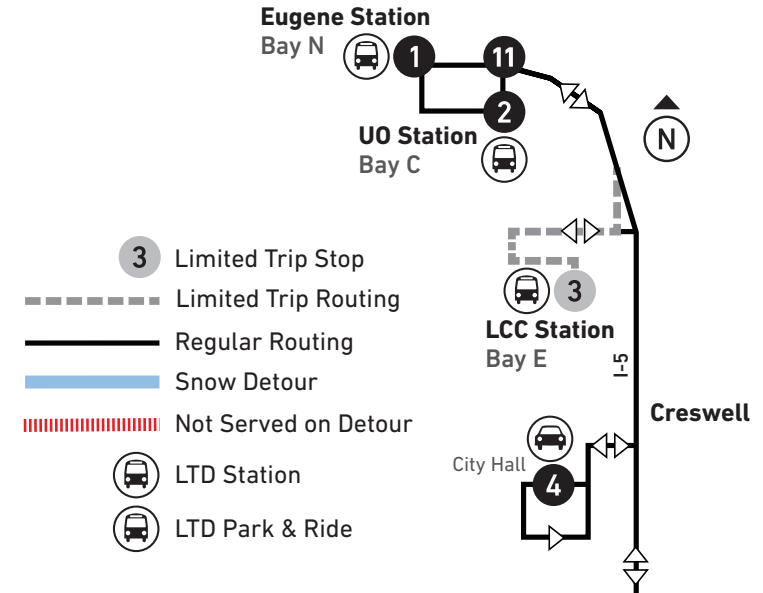 Eugene Station
Bay N
1
11
2
UO Station
Bay C
N
3 Limited Trip Stop
Limited Trip Routing
Regular Routing
Snow Detour
Not Served on Detour
LTD Station
LTD Park & Ride
3
LCC Station
Bay E
I-5
Creswell
City Hall
4